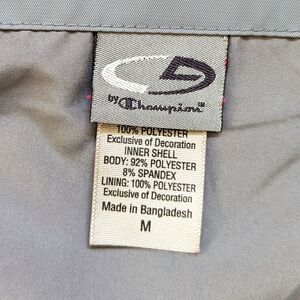 by Champion™
100% POLYESTER
Exclusive of Decoration
INNER SHELL
BODY: 92% POLYESTER
8% SPANDEX
LINING: 100% POLYESTER
Exclusive of Decoration
Made in Bangladesh
M